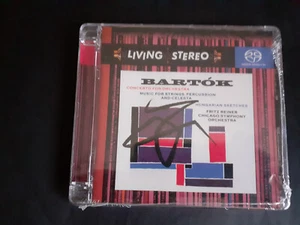 LIVING STEREO
BARTÓK
CONCERTO FOR ORCHESTRA
MUSIC FOR STRINGS, PERCUSSION
AND CELESTA
HUNGARIAN SKETCHES
FRITZ REINER
CHICAGO SYMPHONY
ORCHESTRA